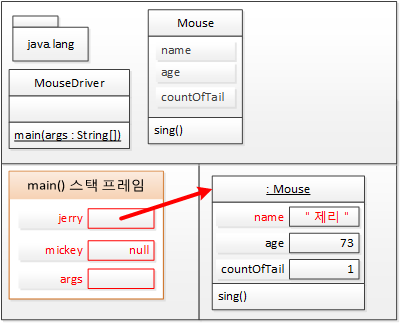 java.lang
MouseDriver
main(args : String[])
Mouse
name
age
countOfTail
sing()
main() 스택 프레임
jerry
mickey null
args
: Mouse
name " 제리 "
age 73
countOfTail 1
sing()